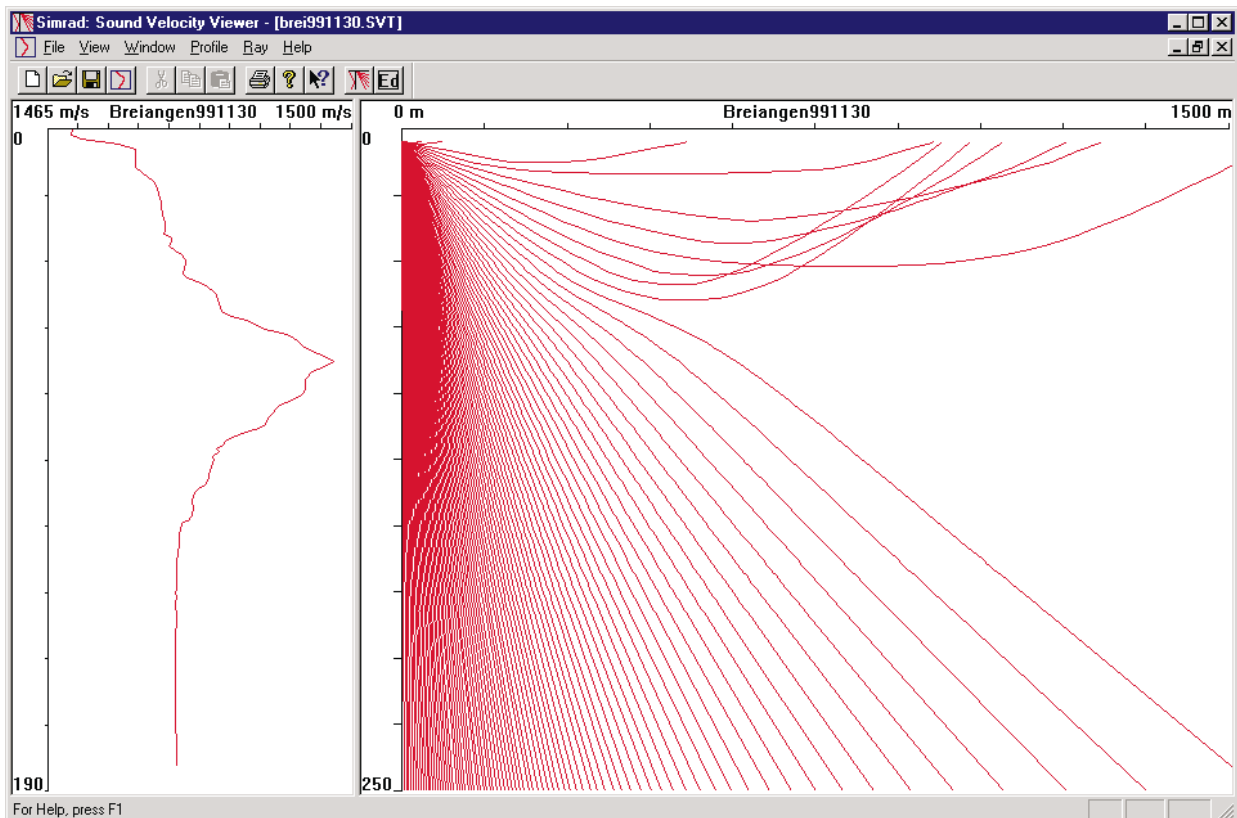 Simrad: Sound Velocity Viewer - [brei991130.SVT]
File View Window Profile Ray Help
Ed
1465 m/s Breiangen991130 1500 m/s
0
190
0 m Breiangen991130 1500 m
0
250
For Help, press F1